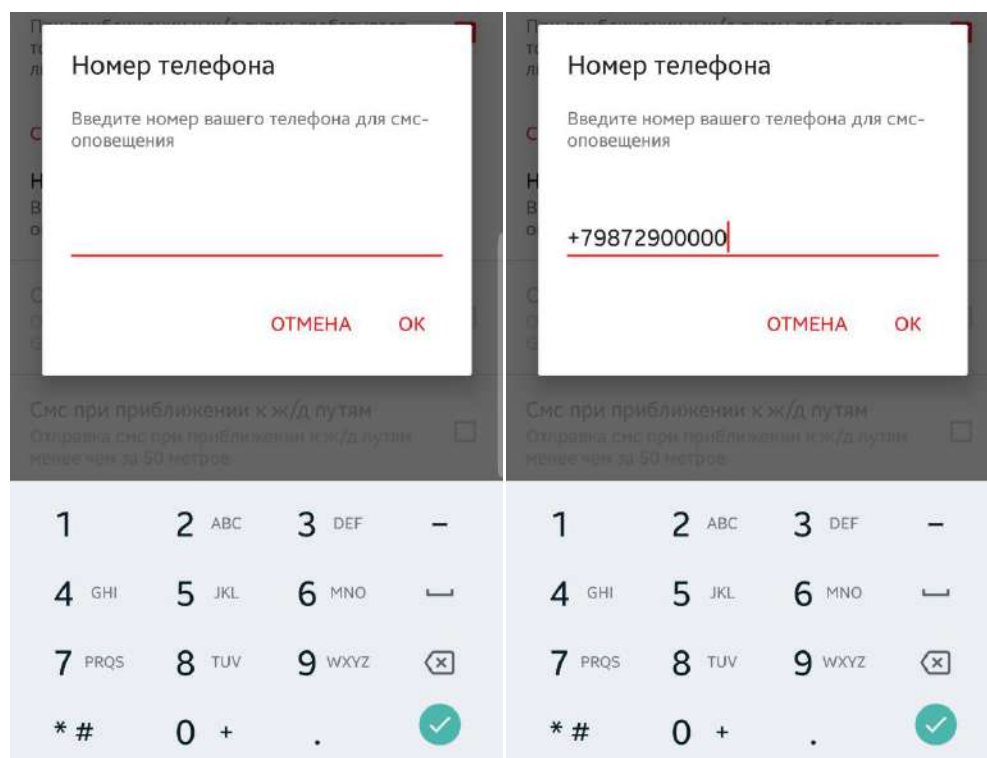 Номер телефона
Введите номер вашего телефона для смс-
оповещения
ОТМЕНА ОК
Смс при приближении к ж/д путям
Отправка смс при приближении к ж/д путям
менее чем за 50 метров
1 2 ABC 3 DEF –
4 GHI 5 JKL 6 MNO
7 PRQS 8 TUV 9 WXYZ
* # 0 + .
Номер телефона
Введите номер вашего телефона для смс-
оповещения
+79872900000
ОТМЕНА ОК
Смс при приближении к ж/д путям
Отправка смс при приближении к ж/д путям
менее чем за 50 метров
1 2 ABC 3 DEF –
4 GHI 5 JKL 6 MNO
7 PRQS 8 TUV 9 WXYZ
* # 0 + .